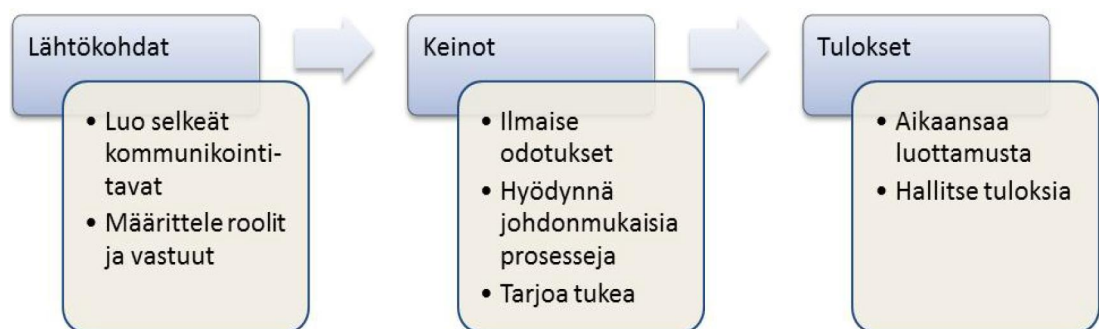 Lähtökohdat
• Luo selkeät
kommunikointi-
tavat
• Määrittele roolit
ja vastuut
Keinot
• Ilmaise
odotukset
• Hyödynnä
johdonmukaisia
prosesseja
• Tarjoa tukea
Tulokset
• Aikaansaa
luottamusta
• Hallitse tuloksia